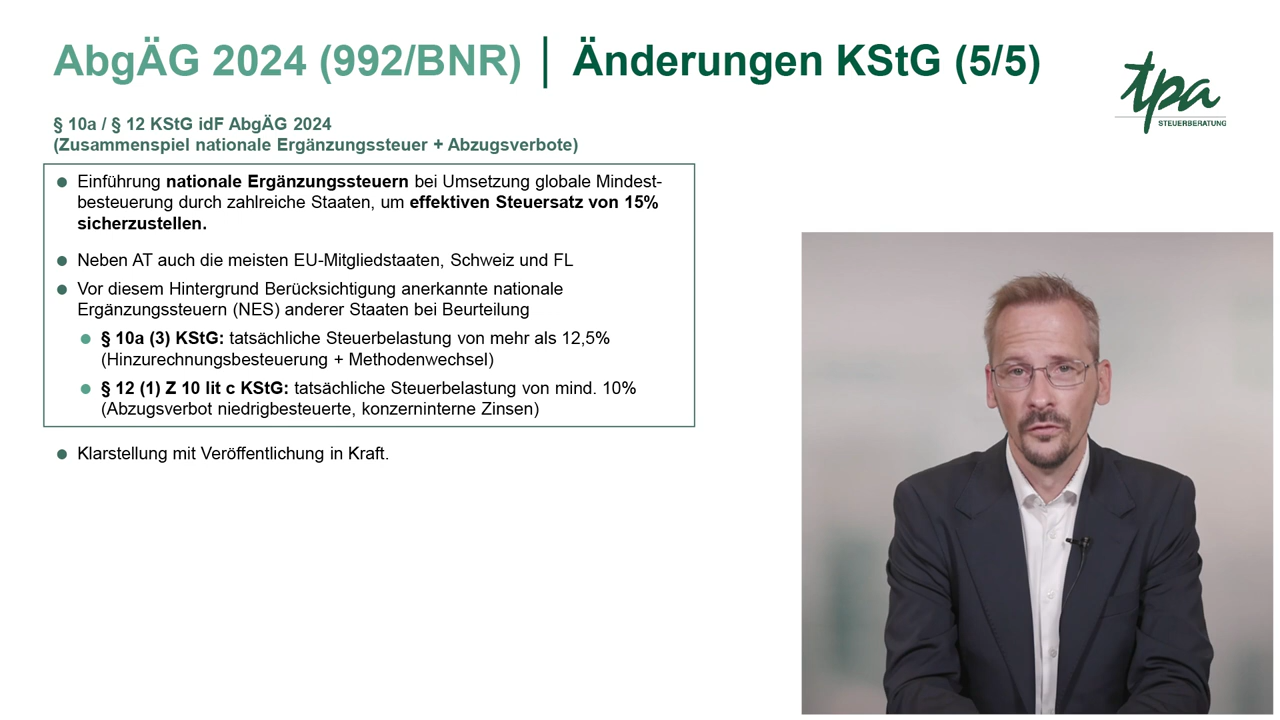 AbgÄG 2024 (992/BNR) | Änderungen KStG (5/5)
tpa
STEUERBERATUNG
§ 10a / § 12 KStG idF AbgÄG 2024
(Zusammenspiel nationale Ergänzungssteuer + Abzugsverbote)
Einführung nationale Ergänzungssteuern bei Umsetzung globale Mindest-
besteuerung durch zahlreiche Staaten, um effektiven Steuersatz von 15%
sicherzustellen.
Neben AT auch die meisten EU-Mitgliedstaaten, Schweiz und FL
Vor diesem Hintergrund Berücksichtigung anerkannte nationale
Ergänzungssteuern (NES) anderer Staaten bei Beurteilung
§ 10a (3) KStG: tatsächliche Steuerbelastung von mehr als 12,5%
(Hinzurechnungsbesteuerung + Methodenwechsel)
§ 12 (1) Z 10 lit c KStG: tatsächliche Steuerbelastung von mind. 10%
(Abzugsverbot niedrigbesteuerte, konzerninterne Zinsen)
Klarstellung mit Veröffentlichung in Kraft.